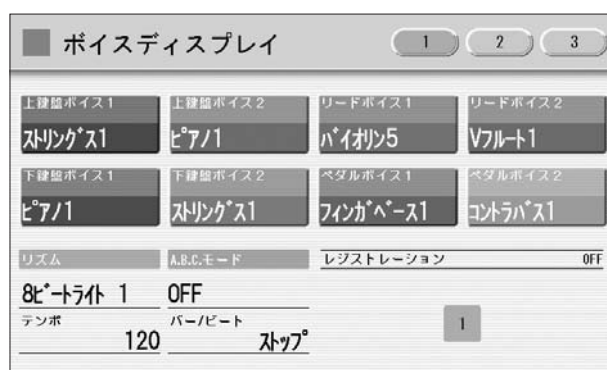 ボイスディスプレイ
1 2 3
上鍵盤ボイス1 上鍵盤ボイス2 リードボイス1 リードボイス2
ストリングス1 ピアノ1 バイオリン5 Vフルート1
下鍵盤ボイス1 下鍵盤ボイス2 ペダルボイス1 ペダルボイス2
ピアノ1 ストリングス1 フィンガベース1 コントラバス1
リズム A.B.C.モード レジストレーション OFF
8ビートライト 1 OFF
テンポ バー/ビート 1
120 ストップ